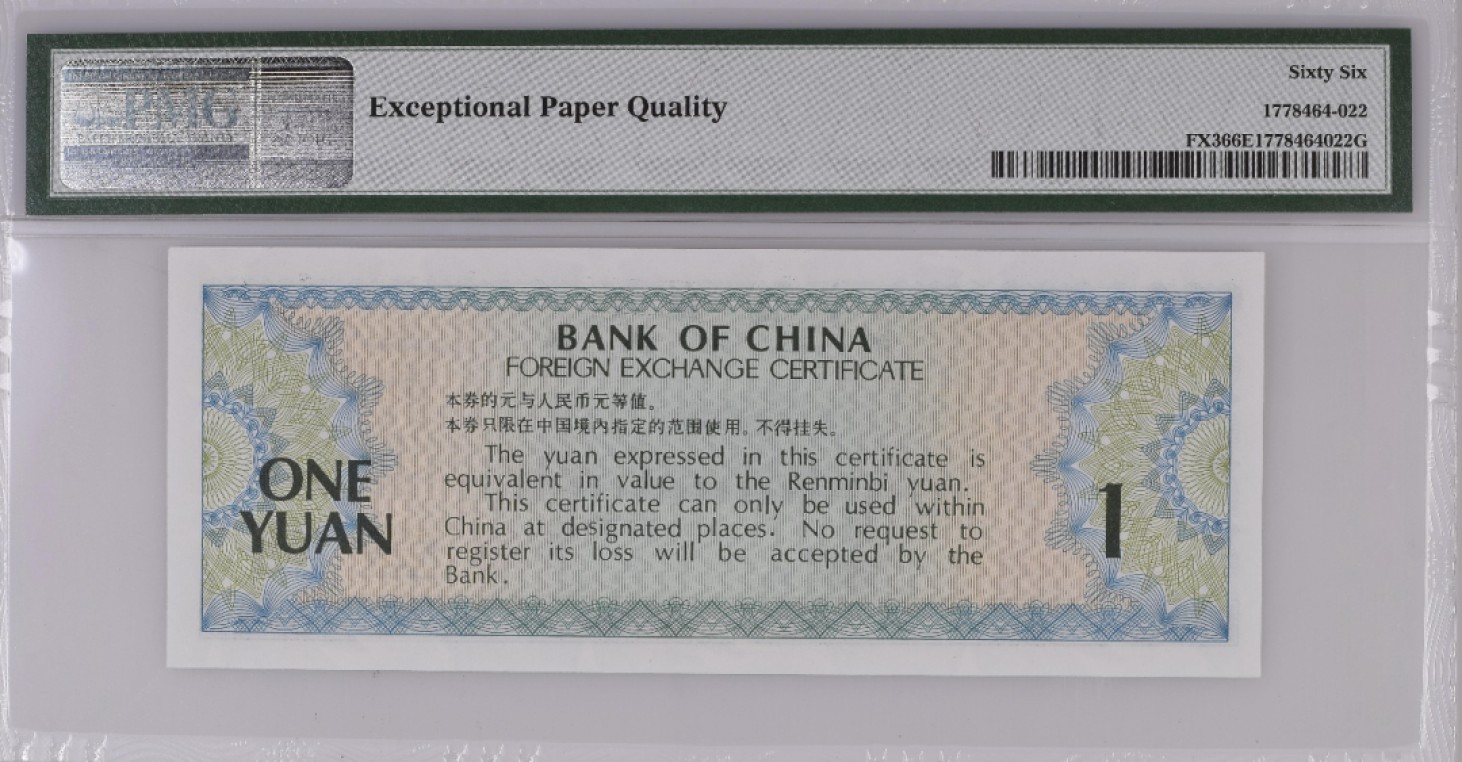 PMG
Exceptional Paper Quality
Sixty Six
1778464-022
FX366E1778464022G
BANK OF CHINA
FOREIGN EXCHANGE CERTIFICATE
本券的元与人民币元等值。
本券只限在中国境内指定的范围使用。不得挂失。
The yuan expressed in this certificate is
equivalent in value to the Renminbi yuan.
This certificate can only be used within
China at designated places. No request to
register its loss will be accepted by the
Bank.
ONE
YUAN
1